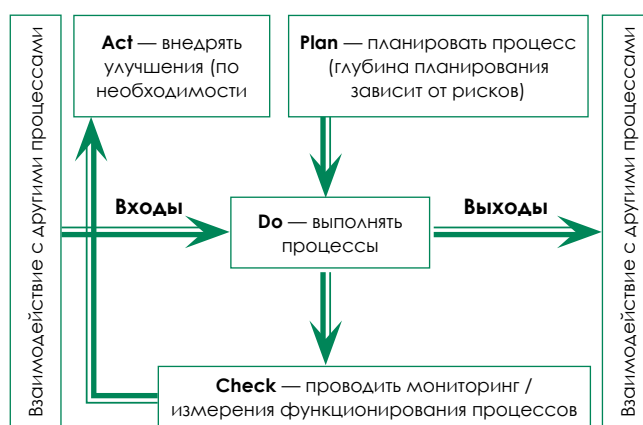 Взаимодействие с другими процессами
Act — внедрять
улучшения (по
необходимости
Plan — планировать процесс
(глубина планирования
зависит от рисков)
Входы
Do — выполнять
процессы
Выходы
Check — проводить мониторинг /
измерения функционирования процессов
Взаимодействие с другими процессами